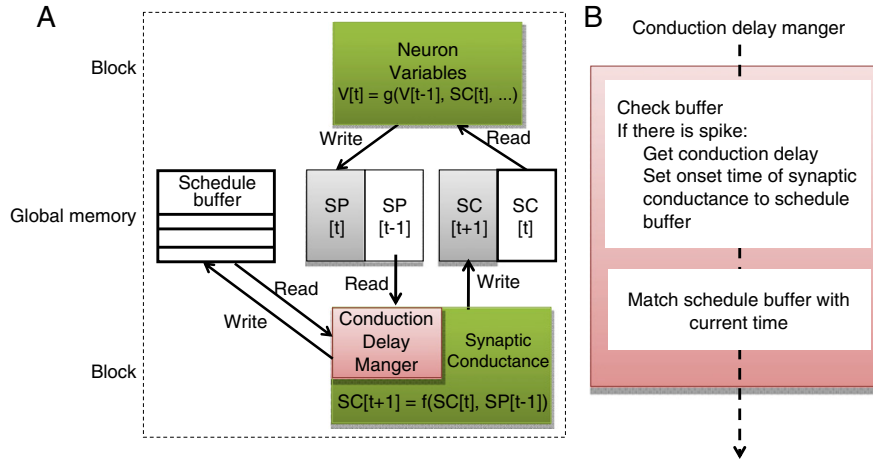 A
Block
Neuron
Variables
V[t] = g(V[t-1], SC[t], ...)
Write
Read
Global memory
Schedule
buffer
SP
[t]
SP
[t-1]
SC
[t+1]
SC
[t]
Read
Write
Read
Write
Block
Conduction
Delay
Manger
Synaptic
Conductance
SC[t+1] = f(SC[t], SP[t-1])
B
Conduction delay manger
Check buffer
If there is spike:
Get conduction delay
Set onset time of synaptic
conductance to schedule
buffer
Match schedule buffer with
current time